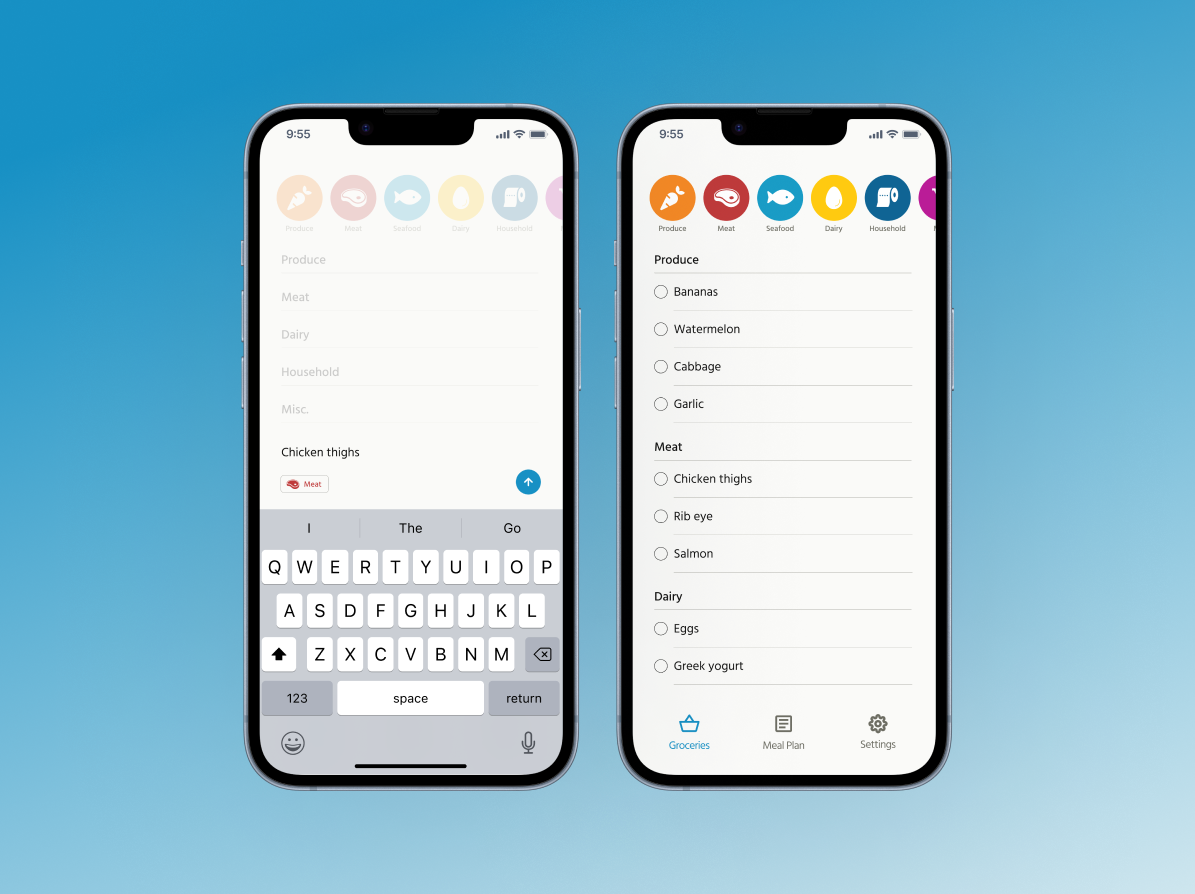 9:55
Produce Meat Seafood Dairy Household
Produce
Meat
Dairy
Household
Misc.
Chicken thighs
Meat
I The Go
Q W E R T Y U I O P
A S D F G H J K L
Z X C V B N M
123 space return
9:55
Produce Meat Seafood Dairy Household
Produce
Bananas
Watermelon
Cabbage
Garlic
Meat
Chicken thighs
Rib eye
Salmon
Dairy
Eggs
Greek yogurt
Groceries Meal Plan Settings